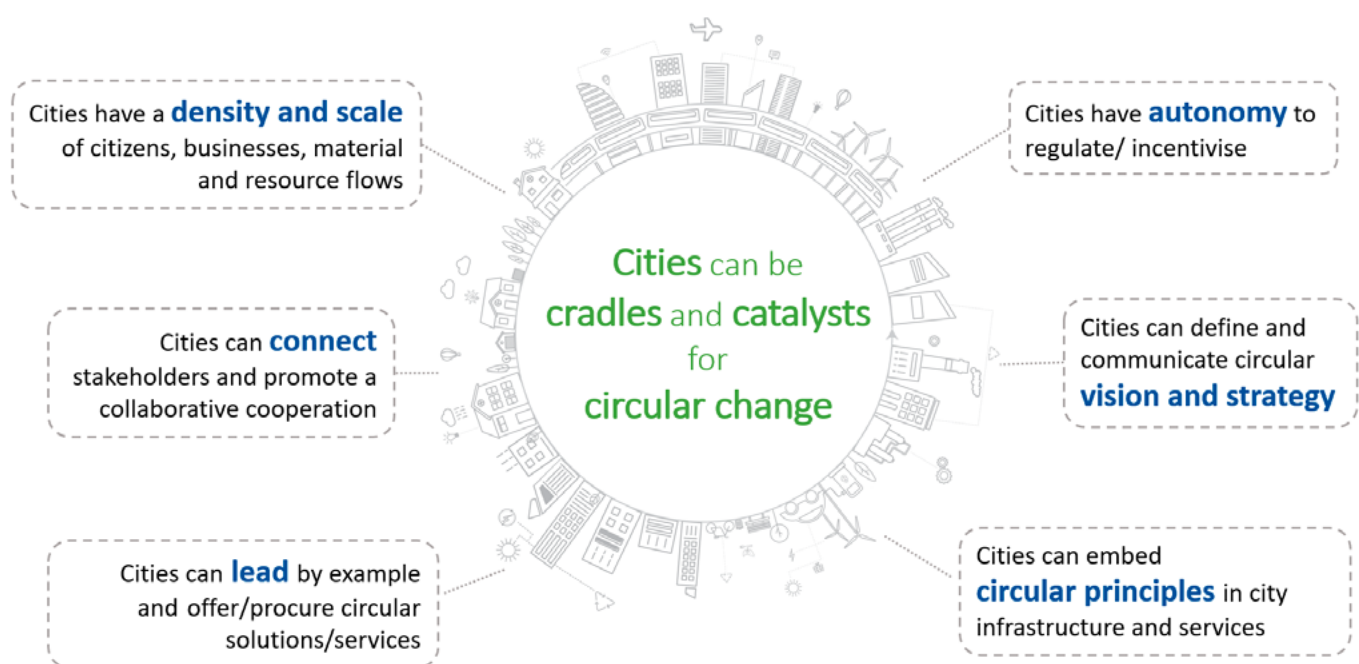 Cities have a density and scale
of citizens, businesses, material
and resource flows
Cities have autonomy to
regulate/ incentivise
Cities can be
cradles and catalysts
for
circular change
Cities can connect
stakeholders and promote a
collaborative cooperation
Cities can define and
communicate circular
vision and strategy
Cities can lead by example
and offer/procure circular
solutions/services
Cities can embed
circular principles in city
infrastructure and services